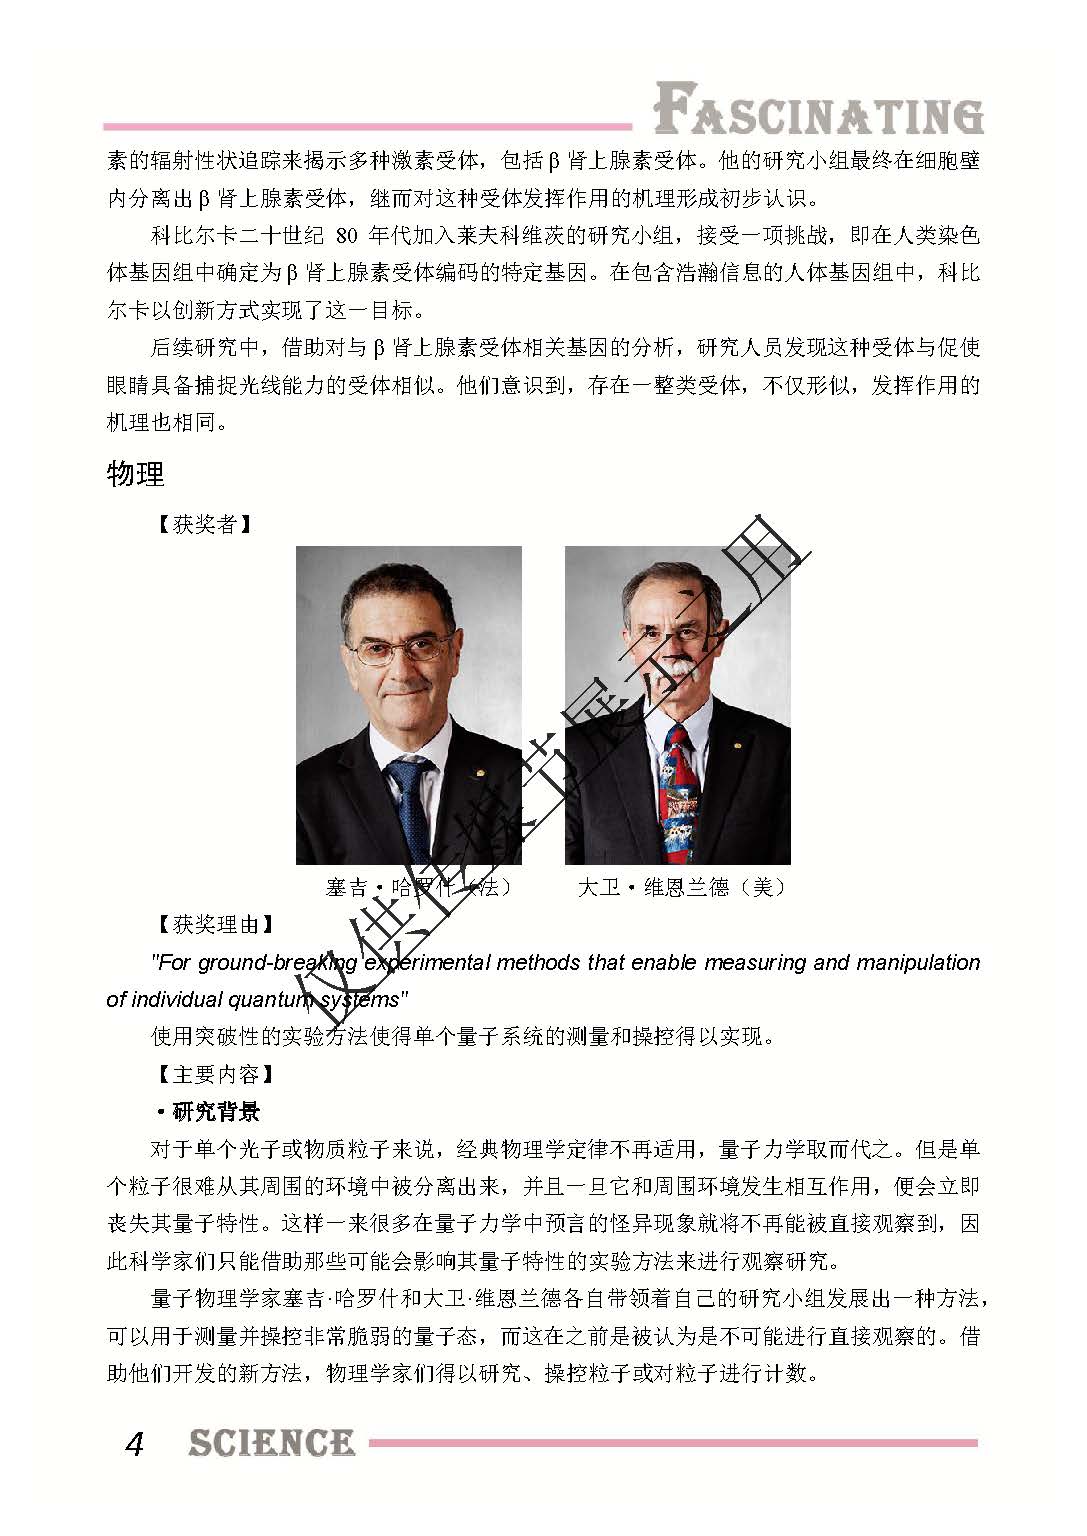 FASCINATING
素的辐射性状追踪来揭示多种激素受体，包括β肾上腺素受体。他的研究小组最终在细胞壁
内分离出β肾上腺素受体，继而对这种受体发挥作用的机理形成初步认识。
科比尔卡二十世纪 80 年代加入莱夫科维茨的研究小组，接受一项挑战，即在人类染色
体基因组中确定为β肾上腺素受体编码的特定基因。在包含浩瀚信息的人体基因组中，科比
尔卡以创新方式实现了这一目标。
后续研究中，借助对与β肾上腺素受体相关基因的分析，研究人员发现这种受体与促使
眼睛具备捕捉光线能力的受体相似。他们意识到，存在一整类受体，不仅形似，发挥作用的
机理也相同。
物理
【获奖者】
塞吉·哈罗什（法）  大卫·维恩兰德（美）
【获奖理由】
"For ground-breaking experimental methods that enable measuring and manipulation
of individual quantum systems"
使用突破性的实验方法使得单个量子系统的测量和操控得以实现。
【主要内容】
·研究背景
对于单个光子或物质粒子来说，经典物理学定律不再适用，量子力学取而代之。但是单
个粒子很难从其周围的环境中被分离出来，并且一旦它和周围环境发生相互作用，便会立即
丧失其量子特性。这样一来很多在量子力学中预言的怪异现象就将不再能被直接观察到，因
此科学家们只能借助那些可能会影响其量子特性的实验方法来进行观察研究。
量子物理学家塞吉·哈罗什和大卫·维恩兰德各自带领着自己的研究小组发展出一种方法，
可以用于测量并操控非常脆弱的量子态，而这在之前是被认为是不可能进行直接观察的。借
助他们开发的新方法，物理学家们得以研究、操控粒子或对粒子进行计数。
4 SCIENCE
仅供传媒节展示之用